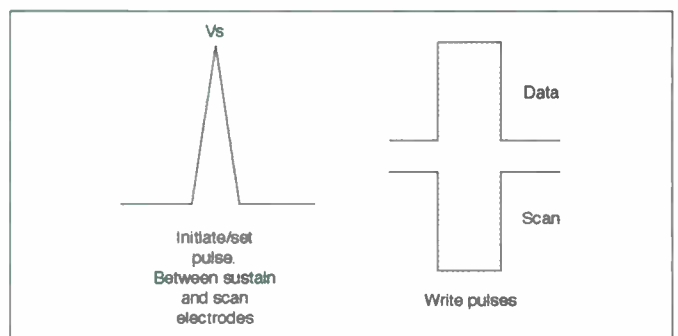 Vs
Initiate/set
pulse.
Between sustain
and scan
electrodes
Data
Scan
Write pulses